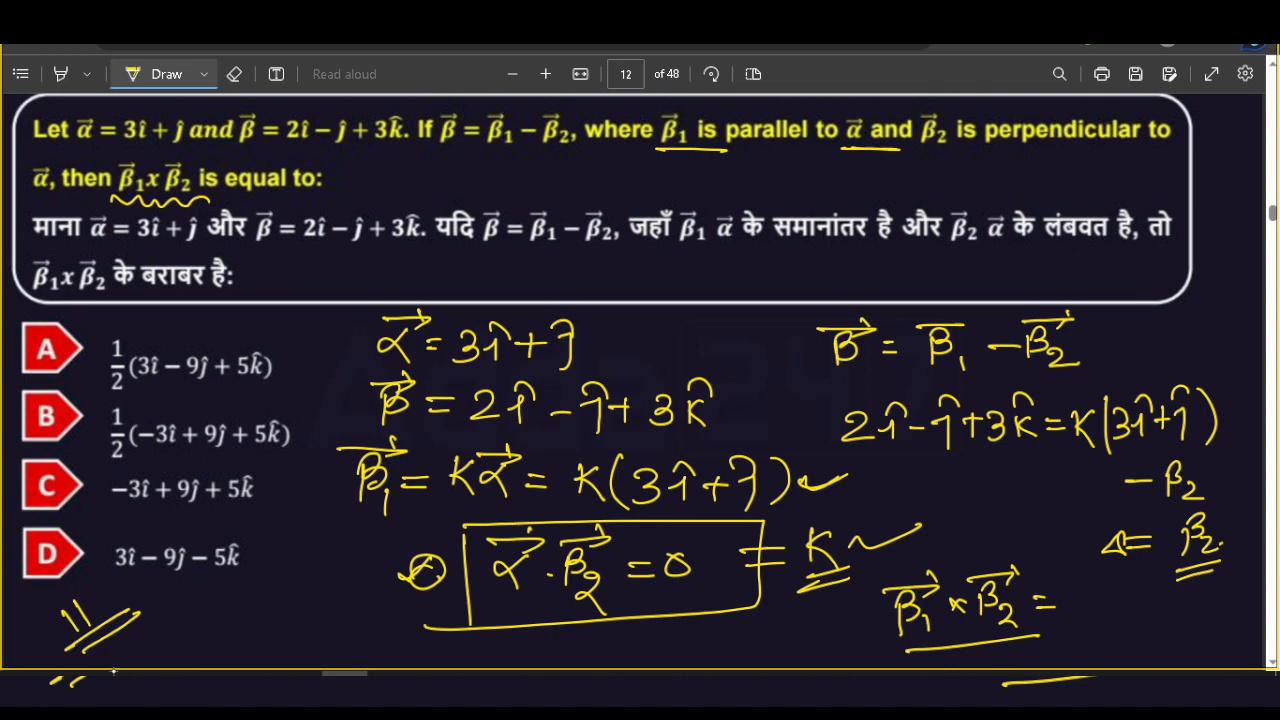 Draw
Read aloud
12 of 48
Let α⃗ = 3î + ĵ and β⃗ = 2î − ĵ + 3k̂. If β⃗ = β⃗₁ − β⃗₂, where β⃗₁ is parallel to α⃗ and β⃗₂ is perpendicular to
α⃗, then β⃗₁x β⃗₂ is equal to:
माना α⃗ = 3î + ĵ और β⃗ = 2î − ĵ + 3k̂. यदि β⃗ = β⃗₁ − β⃗₂, जहाँ β⃗₁ α⃗ के समानांतर है और β⃗₂ α⃗ के लंबवत है, तो
β⃗₁x β⃗₂ के बराबर है:
A 1/2(3î − 9ĵ + 5k̂)
B 1/2(−3î + 9ĵ + 5k̂)
C −3î + 9ĵ + 5k̂
D 3î − 9ĵ − 5k̂
α⃗ = 3î + ĵ
β⃗ = 2î − ĵ + 3k̂
β⃗₁ = Kα⃗ = K(3î + ĵ)
α⃗ . β⃗₂ = 0 = K
β⃗ = β₁ − β⃗₂
2î − ĵ + 3k̂ = K(3î + ĵ)
− β₂
⇐ β₂.
β⃗₁ × β⃗₂ =